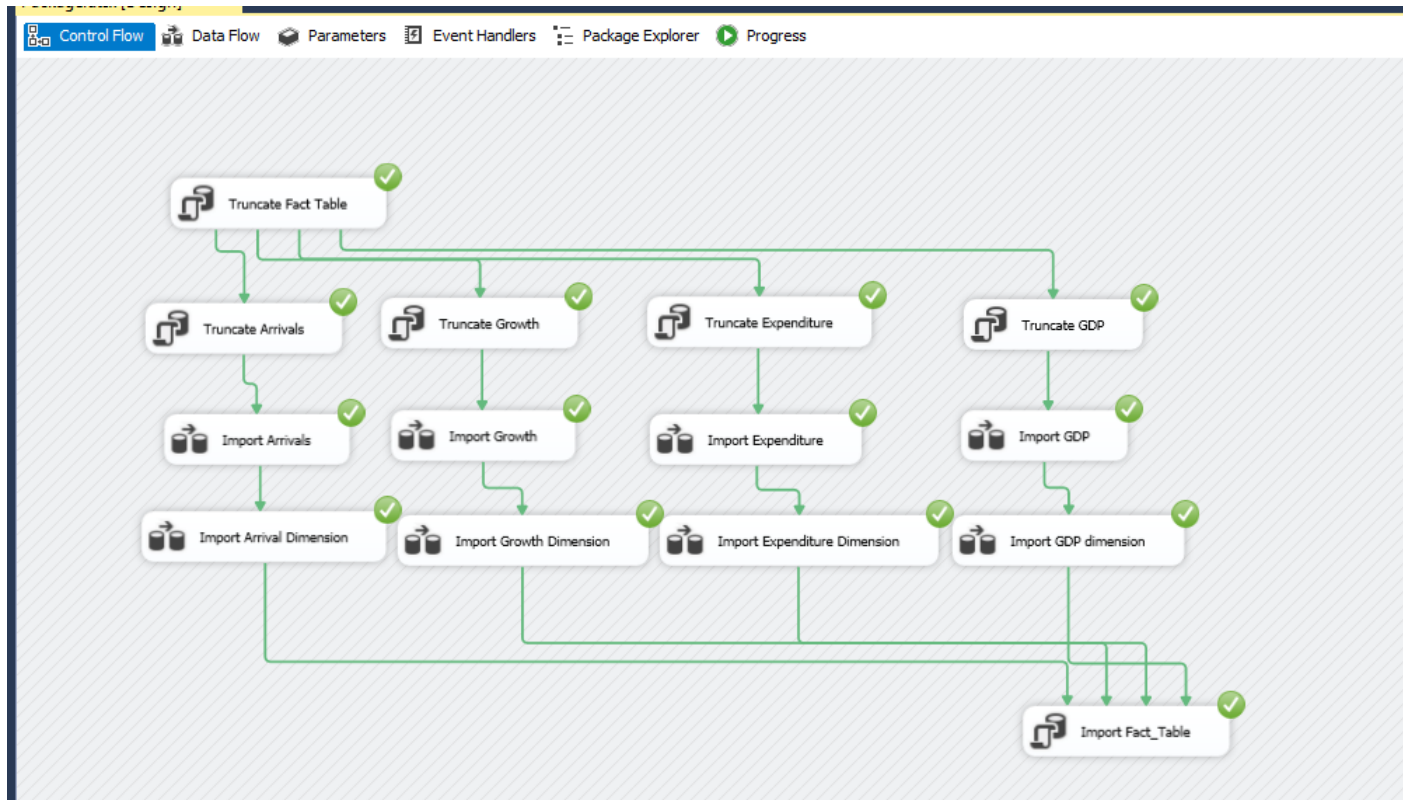 Control Flow Data Flow Parameters Event Handlers Package Explorer Progress
Truncate Fact Table
Truncate Arrivals Truncate Growth Truncate Expenditure Truncate GDP
Import Arrivals Import Growth Import Expenditure Import GDP
Import Arrival Dimension Import Growth Dimension Import Expenditure Dimension Import GDP dimension
Import Fact_Table